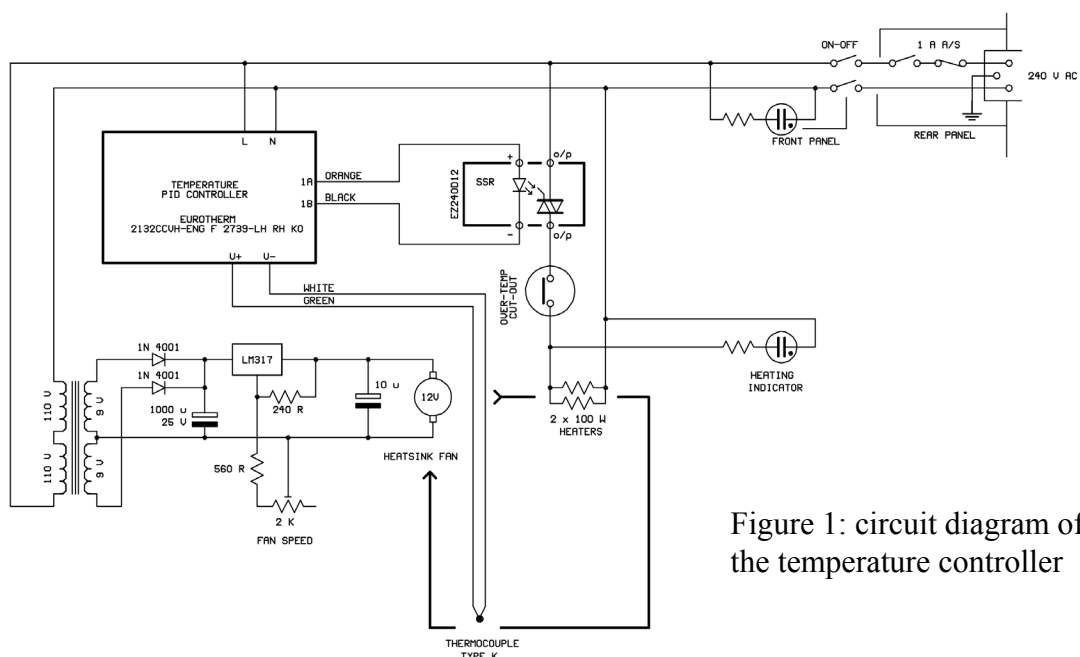 ON-OFF
1 A A/S
240 V AC
FRONT PANEL
REAR PANEL
L N
TEMPERATURE
PID CONTROLLER
EUROTHERM
2132CCVH-ENG F 2739-LH RH K0
1A
1B
V+ V-
ORANGE
BLACK
WHITE
GREEN
EZ240D12
SSR
+
-
o/p
o/p
OVER-TEMP
CUT-OUT
HEATING
INDICATOR
2 x 100 W
HEATERS
110 V
110 V
9 V
9 V
1N 4001
1N 4001
1000 u
25 V
LM317
240 R
10 u
12V
HEATSINK FAN
560 R
2 K
FAN SPEED
THERMOCOUPLE
TYPE K
Figure 1: circuit diagram of
the temperature controller